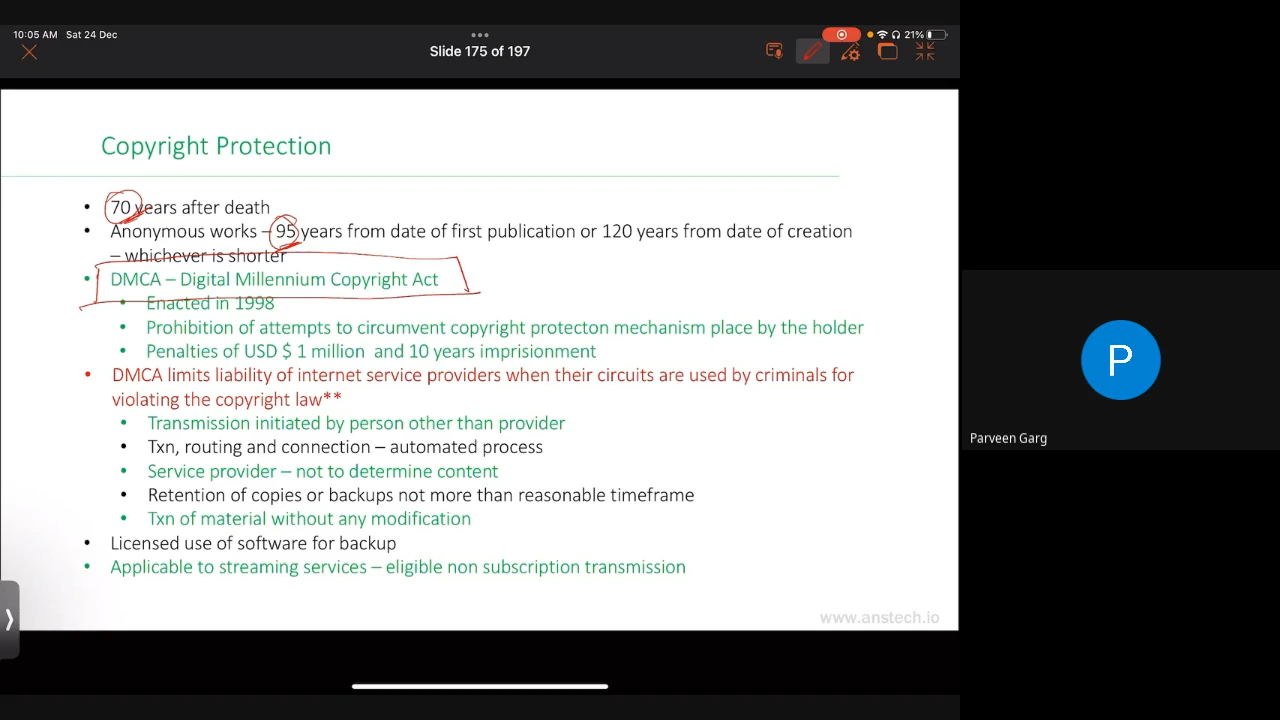 10:05 AM Sat 24 Dec
21%
Slide 175 of 197
Copyright Protection
• 70 years after death
• Anonymous works – 95 years from date of first publication or 120 years from date of creation
– whichever is shorter
• DMCA – Digital Millennium Copyright Act
• Enacted in 1998
• Prohibition of attempts to circumvent copyright protecton mechanism place by the holder
• Penalties of USD $ 1 million and 10 years imprisionment
• DMCA limits liability of internet service providers when their circuits are used by criminals for
violating the copyright law**
• Transmission initiated by person other than provider
• Txn, routing and connection – automated process
• Service provider – not to determine content
• Retention of copies or backups not more than reasonable timeframe
• Txn of material without any modification
• Licensed use of software for backup
• Applicable to streaming services – eligible non subscription transmission
www.anstech.io
P
Parveen Garg